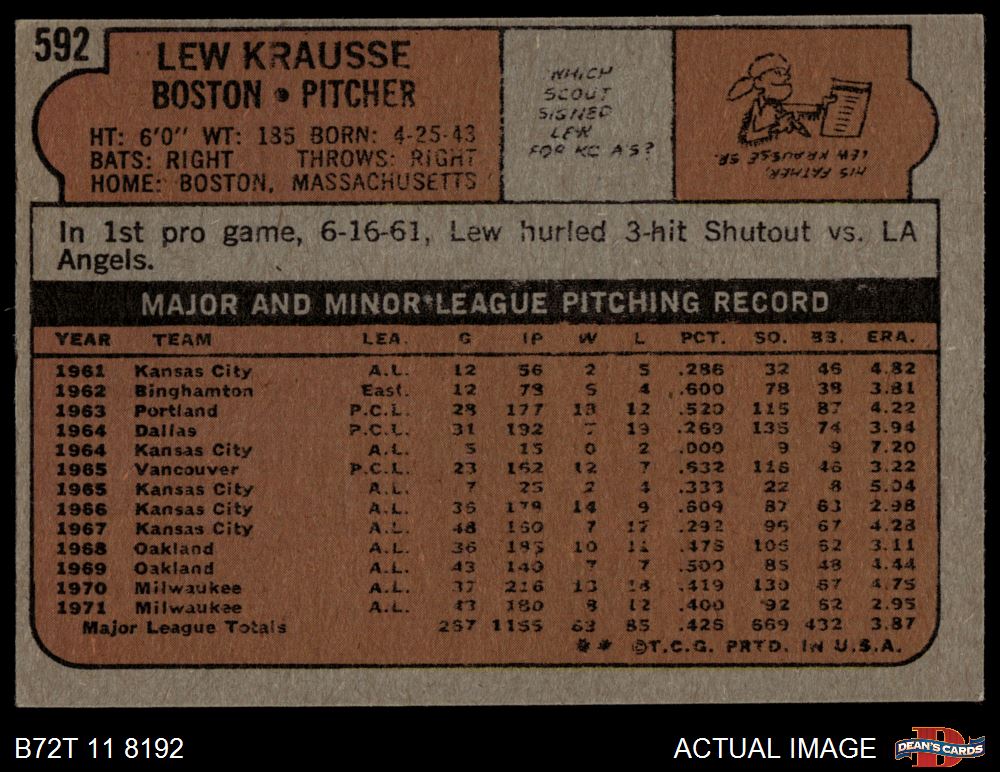 592
LEW KRAUSSE
BOSTON • PITCHER
HT: 6'0" WT: 185 BORN: 4-25-43
BATS: RIGHT THROWS: RIGHT
HOME: BOSTON, MASSACHUSETTS
WHICH
SCOUT
SIGNED
LEW
FOR KC A'S?
HIS FATHER,
LEW KRAUSSE SR.
In 1st pro game, 6-16-61, Lew hurled 3-hit Shutout vs. LA
Angels.
MAJOR AND MINOR LEAGUE PITCHING RECORD
YEAR TEAM LEA. G IP W L PCT. SO. BB. ERA.
1961 Kansas City A.L. 12 56 2 5 .286 32 46 4.82
1962 Binghamton East. 12 78 5 4 .600 78 38 3.81
1963 Portland P.C.L. 28 177 13 12 .520 115 87 4.22
1964 Dallas P.C.L. 31 192 7 19 .269 135 74 3.94
1964 Kansas City A.L. 5 15 0 2 .000 9 9 7.20
1965 Vancouver P.C.L. 23 162 12 7 .632 116 46 3.22
1965 Kansas City A.L. 7 25 2 4 .333 22 8 5.04
1966 Kansas City A.L. 36 178 14 9 .609 87 63 2.98
1967 Kansas City A.L. 48 160 7 17 .292 96 67 4.28
1968 Oakland A.L. 36 185 10 11 .476 105 62 3.11
1969 Oakland A.L. 43 140 7 7 .500 85 48 4.44
1970 Milwaukee A.L. 37 216 13 18 .419 130 67 4.75
1971 Milwaukee A.L. 43 180 8 12 .400 92 62 2.95
Major League Totals 267 1155 63 85 .426 669 432 3.87
** ©T.C.G. PRTD. IN U.S.A.
B72T 11 8192
ACTUAL IMAGE
D
DEAN'S CARDS